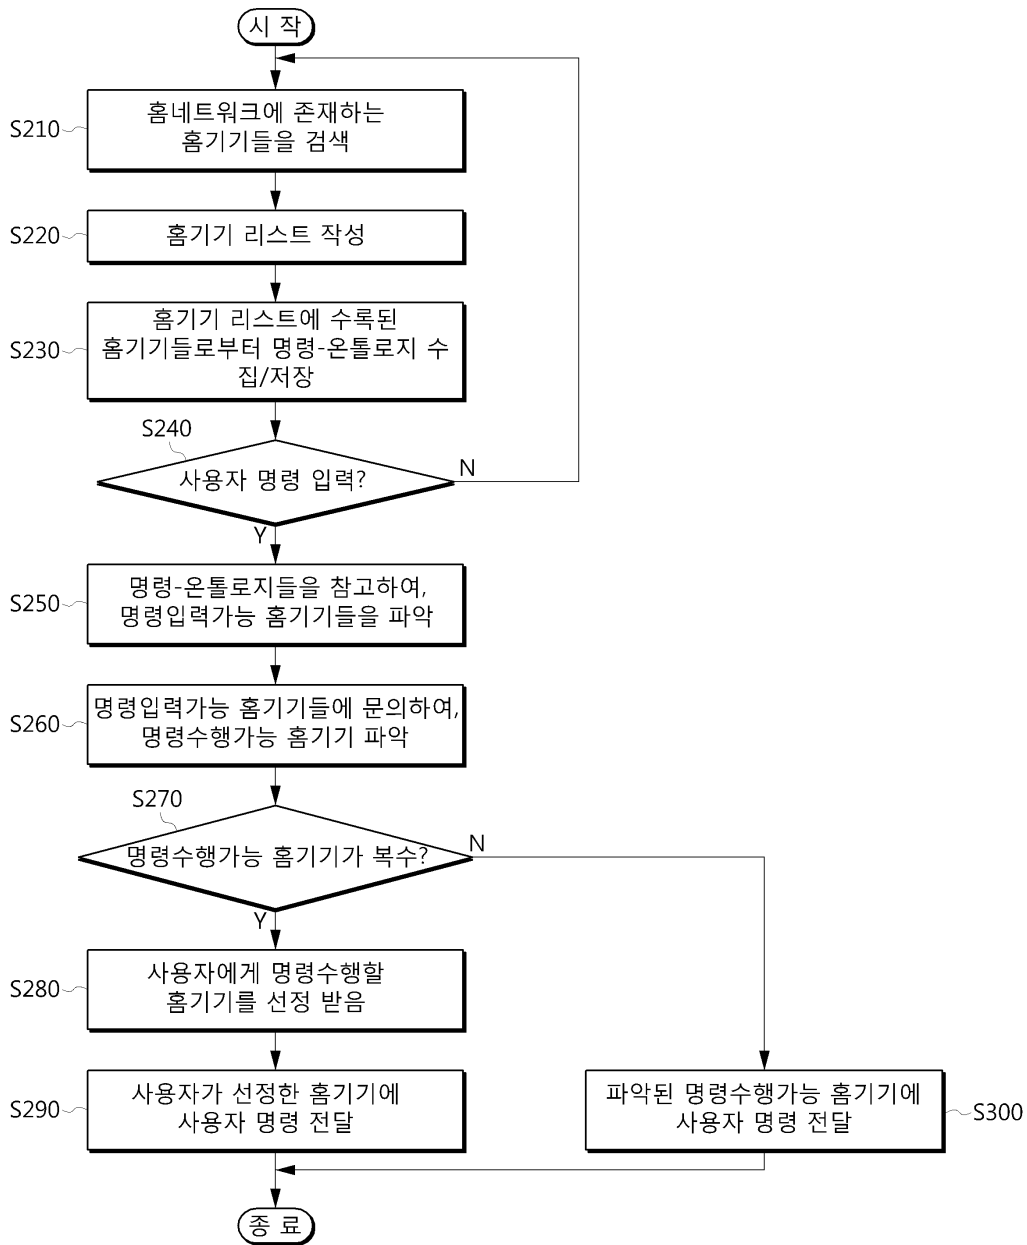 시 작
S210
홈네트워크에 존재하는
홈기기들을 검색
S220
홈기기 리스트 작성
S230
홈기기 리스트에 수록된
홈기기들로부터 명령-온톨로지 수
집/저장
S240
사용자 명령 입력?
N
Y
S250
명령-온톨로지들을 참고하여,
명령입력가능 홈기기들을 파악
S260
명령입력가능 홈기기들에 문의하여,
명령수행가능 홈기기 파악
S270
명령수행가능 홈기기가 복수?
N
Y
S280
사용자에게 명령수행할
홈기기를 선정 받음
S290
사용자가 선정한 홈기기에
사용자 명령 전달
파악된 명령수행가능 홈기기에
사용자 명령 전달
S300
종 료